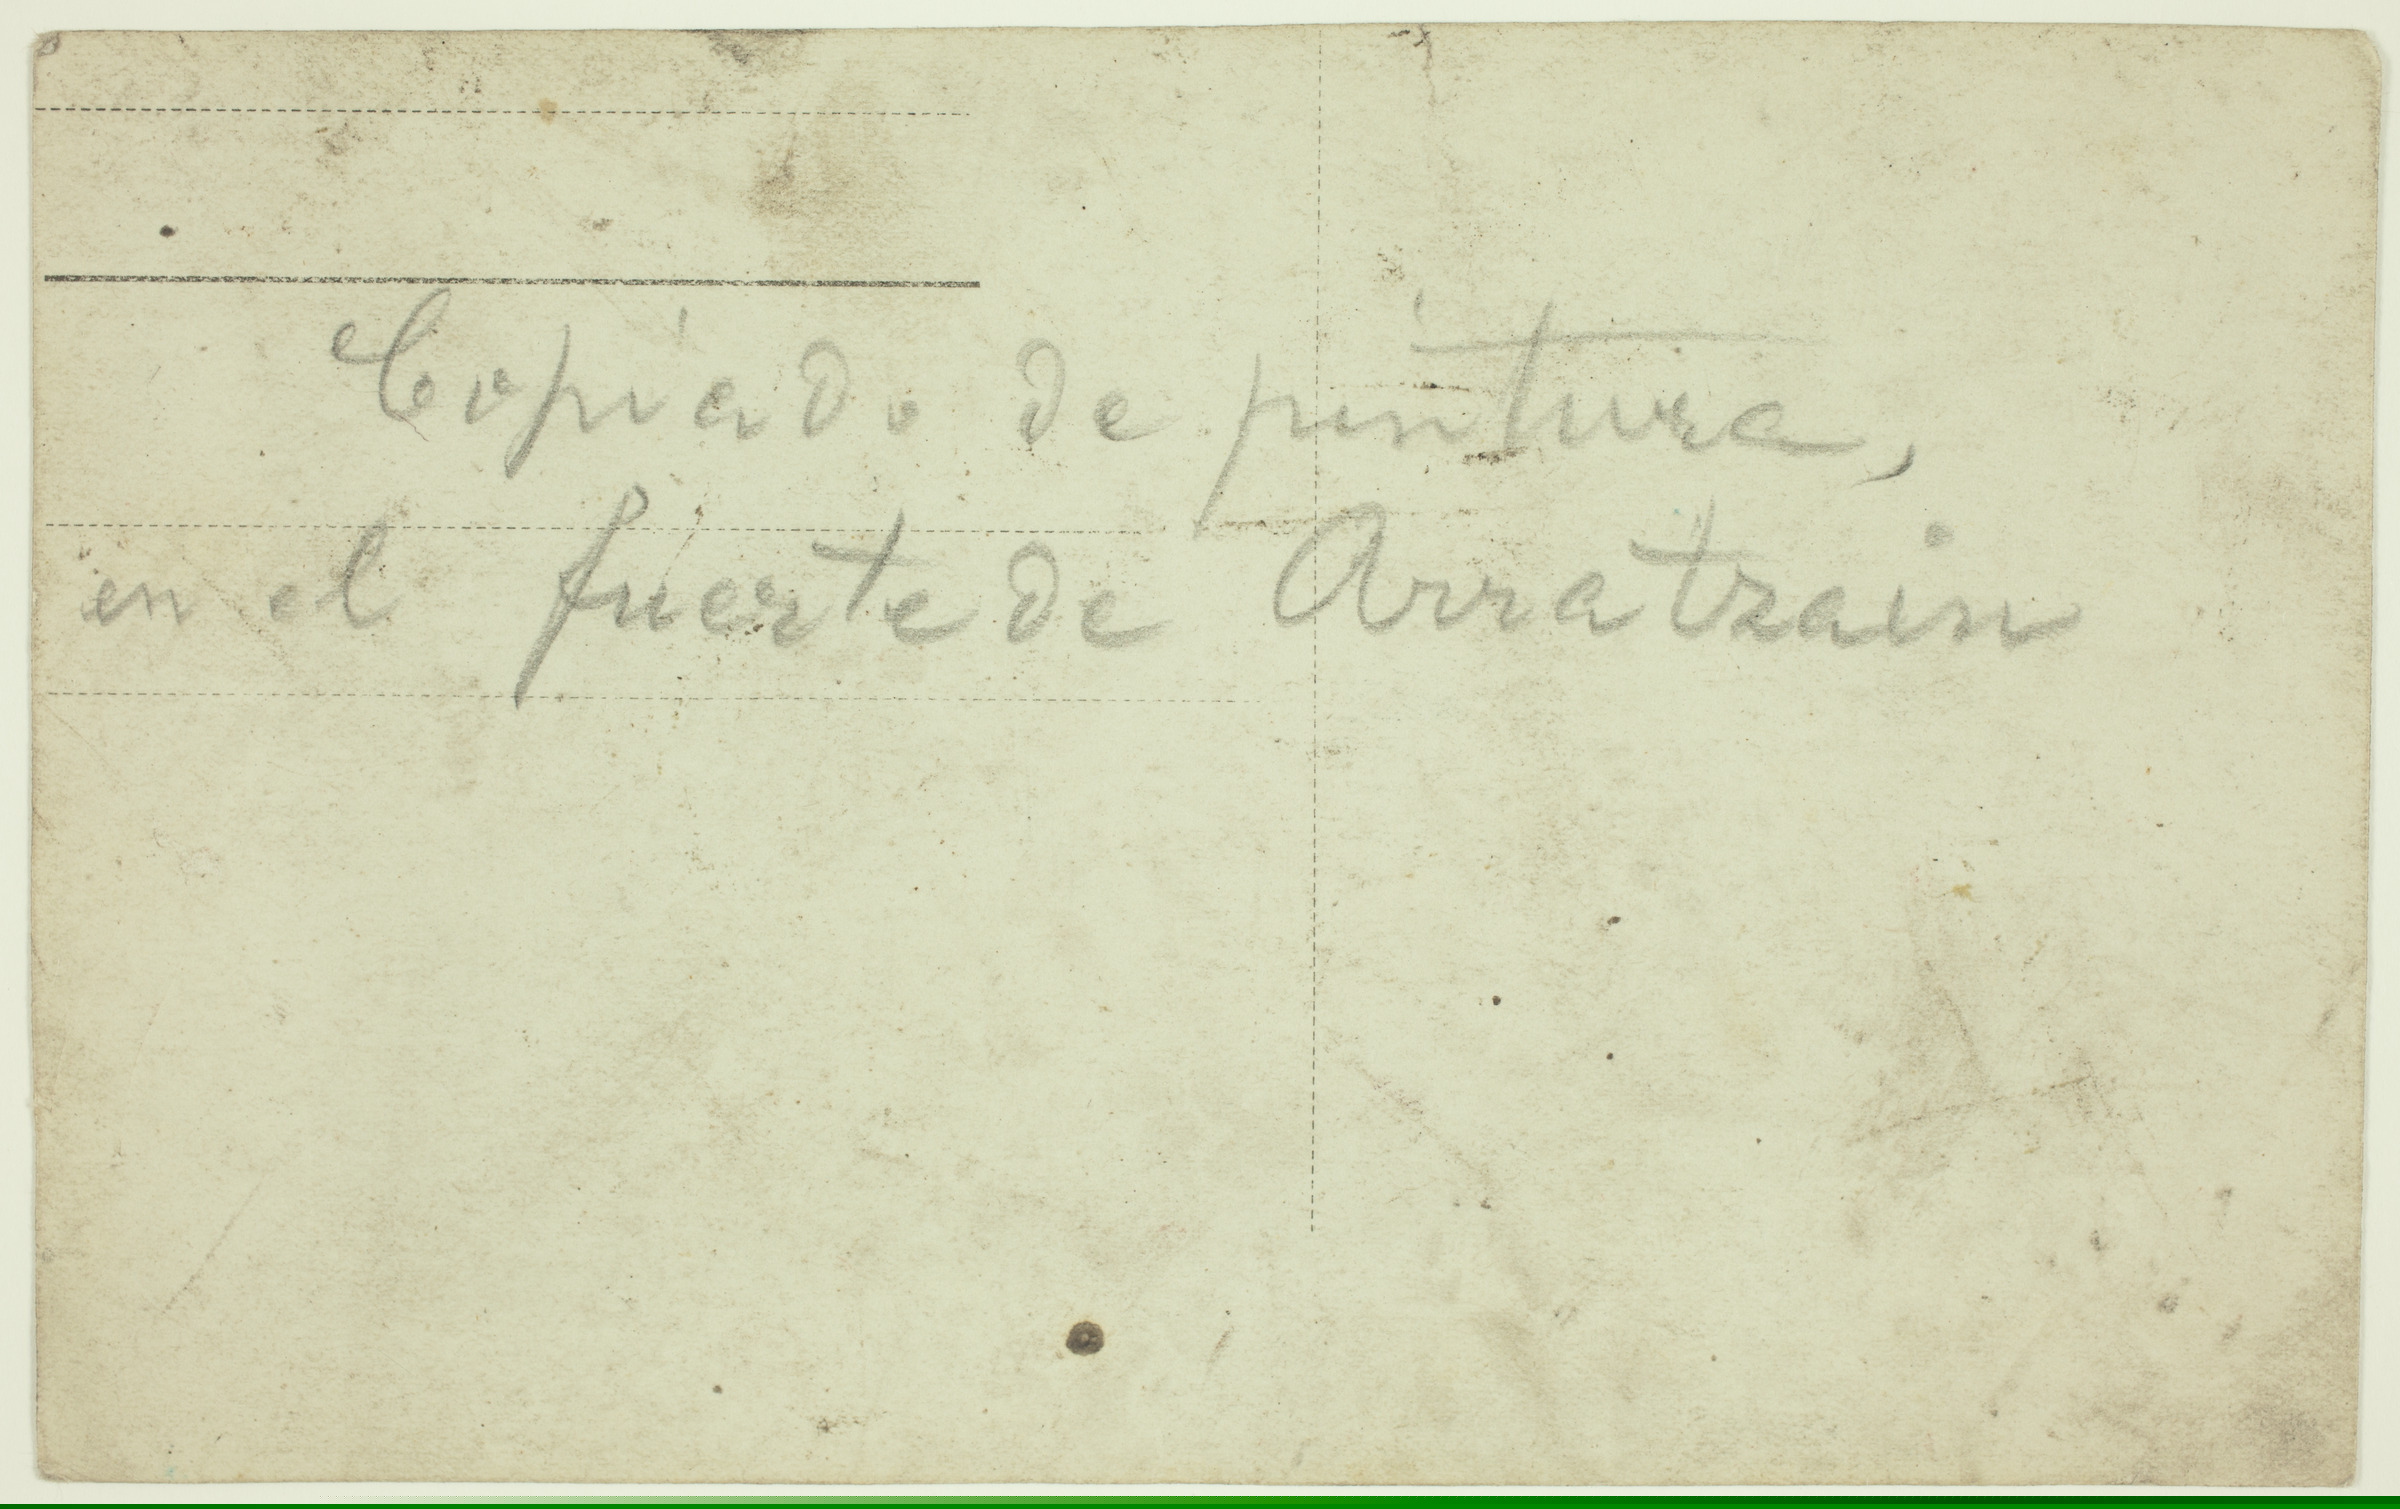 Copiado de pintura,
en el fuerte de Arratzain